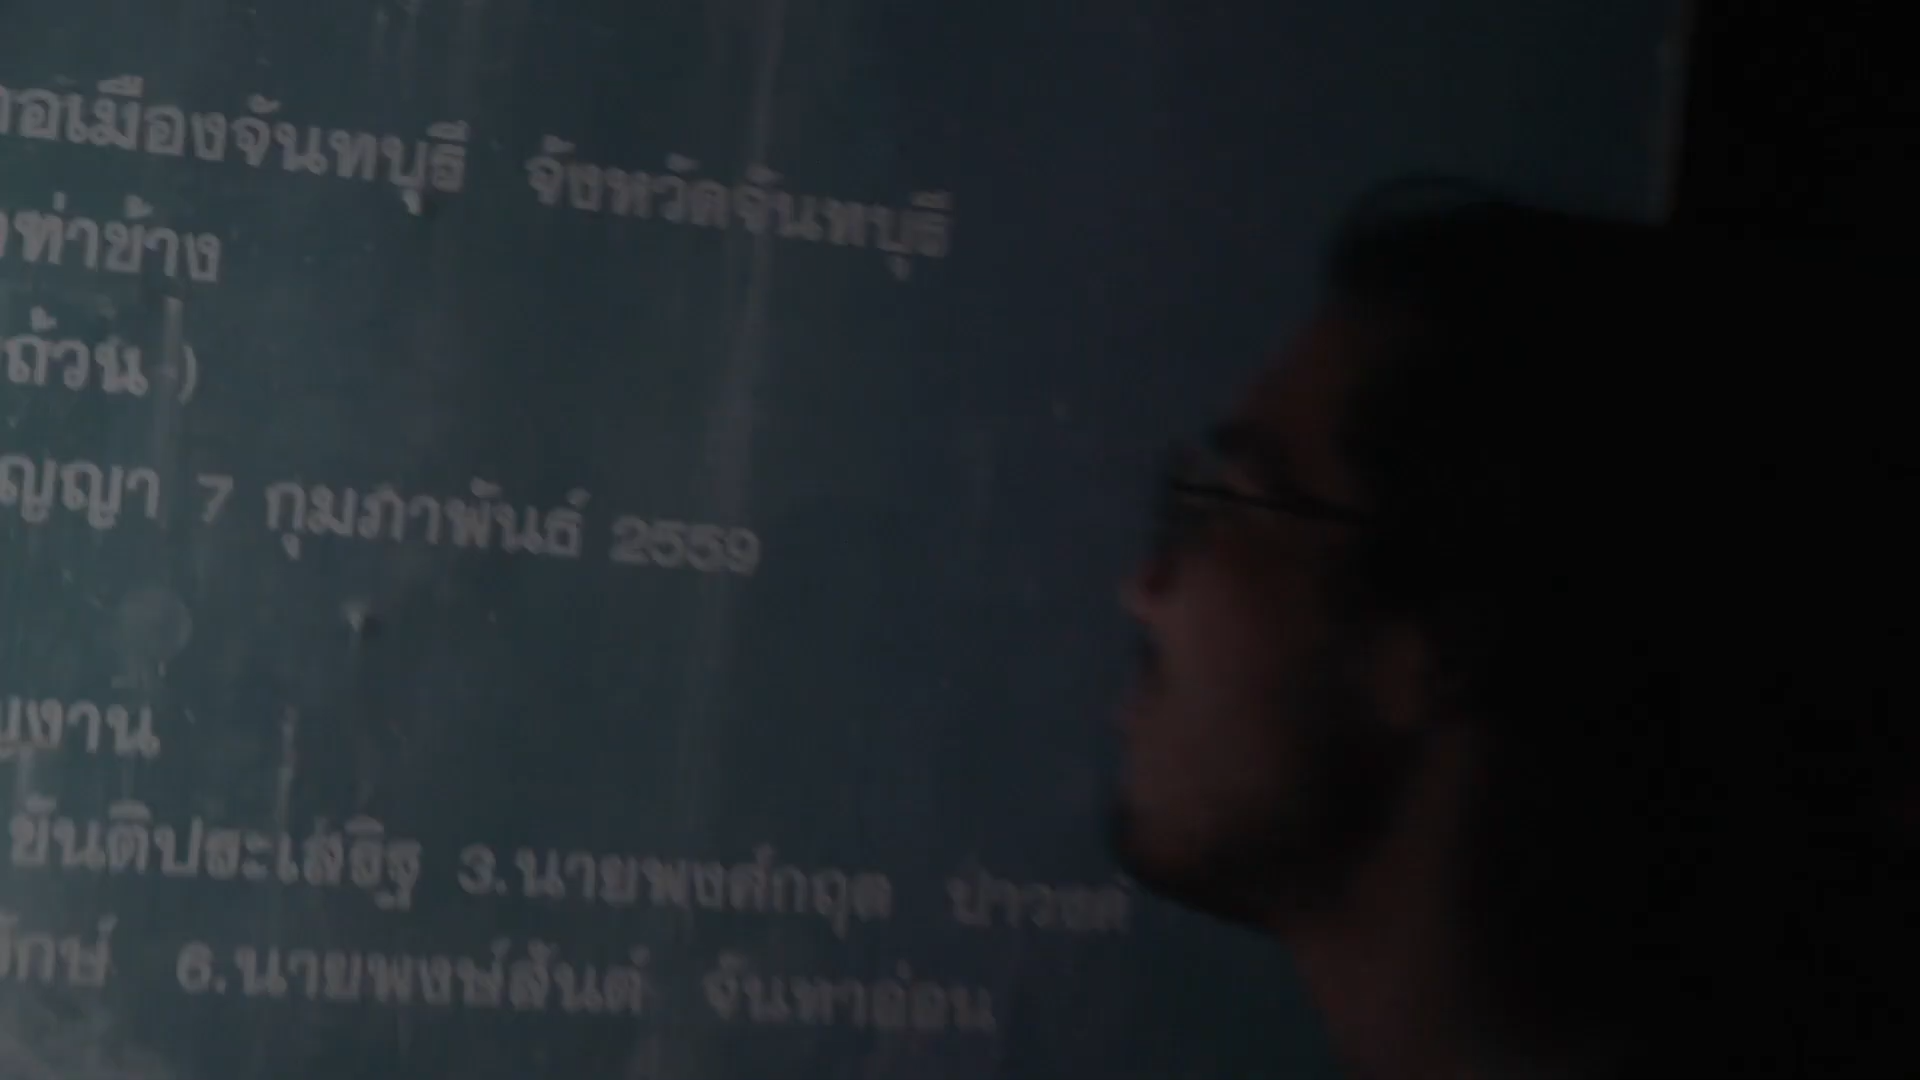 อเมืองจันทบุรี จังหวัดจันทบุรี
ท่าข้าง
ถ้วน )
ญญา 7 กุมภาพันธ์ 2559
งาน
ขันติประเสริฐ 3.นายพงศ์กฤต
ักษ์ 6.นายพงษ์สันต์ จันทาอ่อน